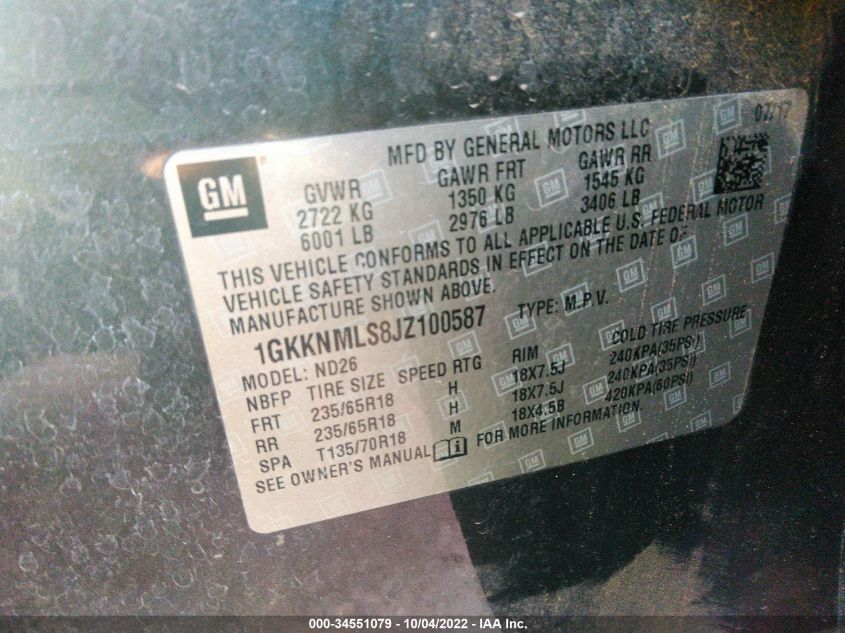 07/17
MFD BY GENERAL MOTORS LLC
GM
GVWR GAWR FRT GAWR RR
2722 KG 1350 KG 1545 KG
6001 LB 2976 LB 3406 LB
THIS VEHICLE CONFORMS TO ALL APPLICABLE U.S. FEDERAL MOTOR
VEHICLE SAFETY STANDARDS IN EFFECT ON THE DATE OF
MANUFACTURE SHOWN ABOVE.
1GKKNMLS8JZ100587 TYPE: M.P.V.
MODEL: ND26
NBFP TIRE SIZE SPEED RTG RIM COLD TIRE PRESSURE
FRT 235/65R18 H 18X7.5J 240KPA(35PSI)
RR 235/65R18 H 18X7.5J 240KPA(35PSI)
SPA T135/70R18 M 18X4.5B 420KPA(60PSI)
SEE OWNER'S MANUAL FOR MORE INFORMATION.
000-34551079 - 10/04/2022 - IAA Inc.